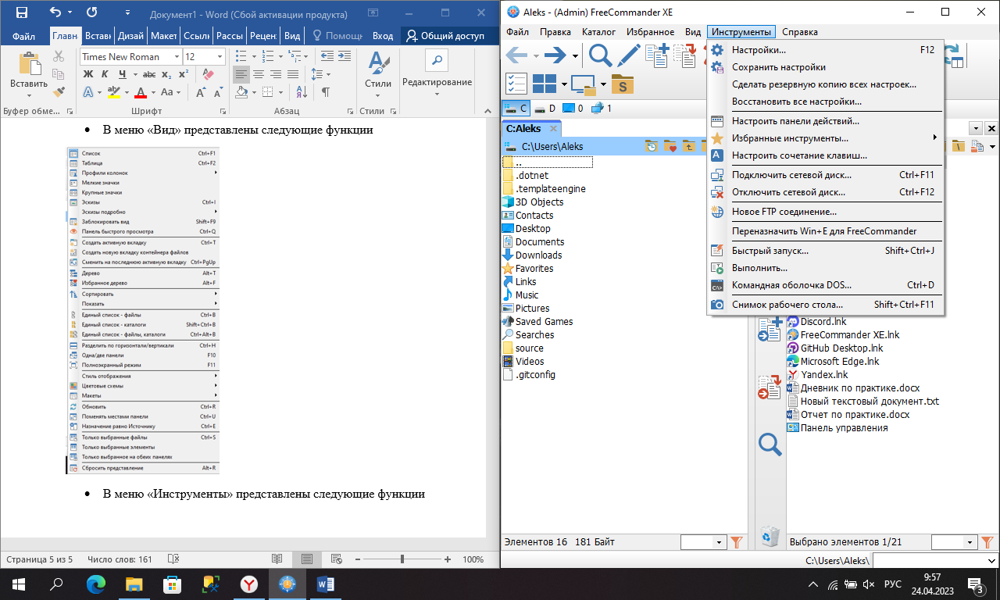 Документ1 - Word (Сбой активации продукта)
Файл Главн Встави Дизай Макет Ссылк Рассы Рецен Вид Помощь Вход Общий доступ
Times New Roman 12
Вставить
Ж К Ч abc x₂ x²
Aa
Стили
Редактирование
Буфер обме... Шрифт Абзац Стили
• В меню «Вид» представлены следующие функции
Список Ctrl+F1
Таблица Ctrl+F2
Профили колонок
Мелкие значки
Крупные значки
Эскизы Ctrl+I
Эскизы подробно
Заблокировать вид Shift+F9
Панель быстрого просмотра Ctrl+Q
Создать активную вкладку Ctrl+T
Создать новую вкладку контейнера файлов
Сменить на последнюю активную вкладку Ctrl+PgUp
Дерево Alt+T
Избранное дерево Alt+F
Сортировать
Показать
Единый список - файлы Ctrl+B
Единый список - каталоги Shift+Ctrl+B
Единый список - файлы, каталоги Ctrl+Alt+B
Разделить по горизонтали/вертикали Ctrl+H
Одна/две панели F10
Полноэкранный режим F11
Стиль отображения
Цветовые схемы
Макеты
Обновить Ctrl+R
Поменять местами панели Ctrl+U
Назначение равно Источнику Ctrl+E
Только выбранные файлы Ctrl+S
Только выбранные элементы
Только выбранное на обеих панелях
Сбросить представление Alt+R
• В меню «Инструменты» представлены следующие функции
Страница 5 из 5 Число слов: 161 100%
Aleks - (Admin) FreeCommander XE
Файл Правка Каталог Избранное Вид Инструменты Справка
S
C D 0 1
C:Aleks
C:\Users\Aleks
..
.dotnet
.templateengine
3D Objects
Contacts
Desktop
Documents
Downloads
Favorites
Links
Music
Pictures
Saved Games
Searches
source
Videos
.gitconfig
Настройки... F12
Сохранить настройки
Сделать резервную копию всех настроек...
Восстановить все настройки...
Настроить панели действий...
Избранные инструменты...
Настроить сочетание клавиш...
Подключить сетевой диск... Ctrl+F11
Отключить сетевой диск... Ctrl+F12
Новое FTP соединение...
Переназначить Win+E для FreeCommander
Быстрый запуск... Shift+Ctrl+J
Выполнить...
Командная оболочка DOS... Ctrl+D
Снимок рабочего стола... Shift+Ctrl+F11
Discord.lnk
FreeCommander XE.lnk
GitHub Desktop.lnk
Microsoft Edge.lnk
Yandex.lnk
Дневник по практике.docx
Новый текстовый документ.txt
Отчет по практике.docx
Панель управления
Элементов 16 181 Байт
Выбрано элементов 1/21
C:\Users\Aleks\
РУС
9:57
24.04.2023
3